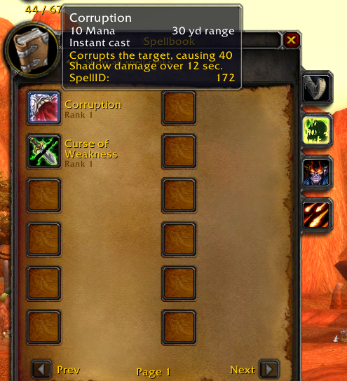 44 / 67
Corruption
10 Mana 30 yd range
Instant cast
Corrupts the target, causing 40
Shadow damage over 12 sec.
SpellID: 172
Spellbook
Corruption
Rank 1
Curse of
Weakness
Rank 1
Prev Page 1 Next